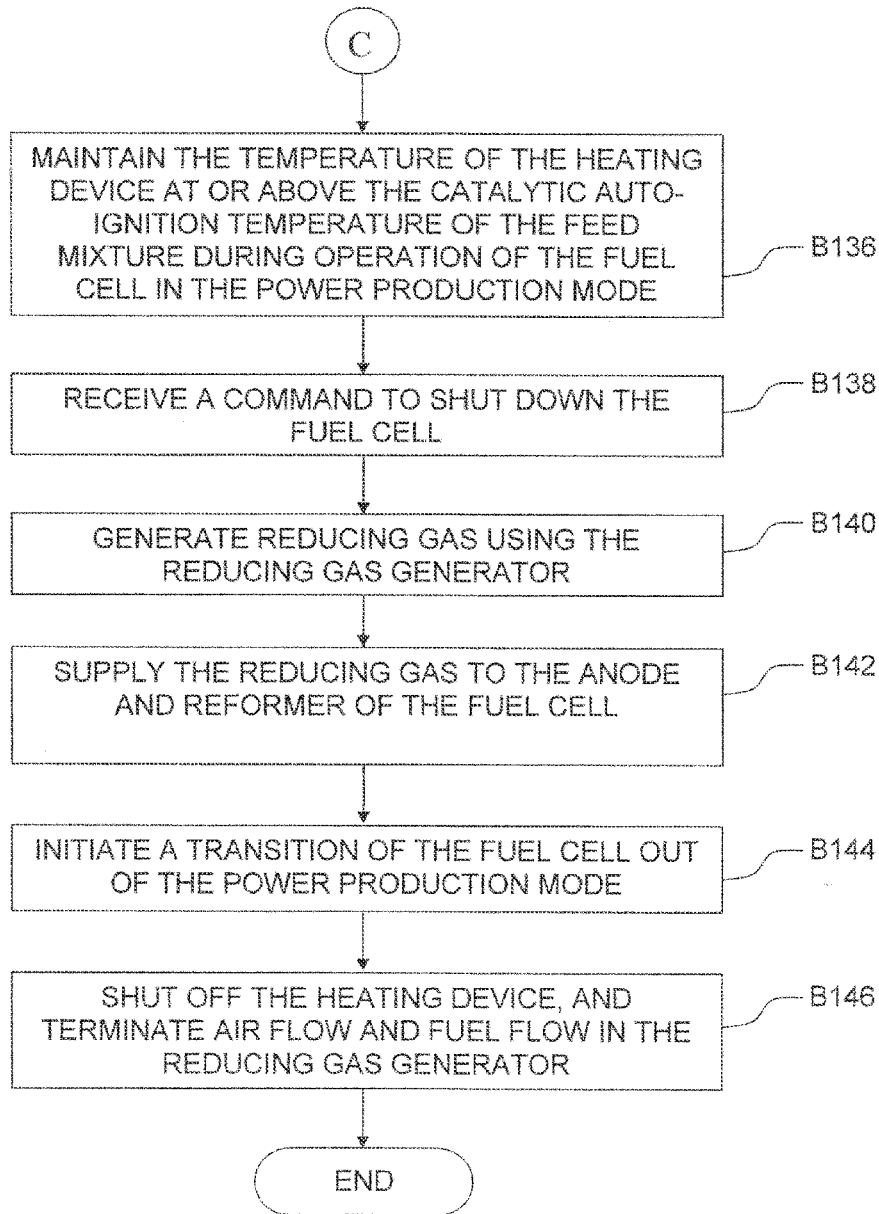 C
MAINTAIN THE TEMPERATURE OF THE HEATING
DEVICE AT OR ABOVE THE CATALYTIC AUTO-
IGNITION TEMPERATURE OF THE FEED
MIXTURE DURING OPERATION OF THE FUEL
CELL IN THE POWER PRODUCTION MODE
B136
RECEIVE A COMMAND TO SHUT DOWN THE
FUEL CELL
B138
GENERATE REDUCING GAS USING THE
REDUCING GAS GENERATOR
B140
SUPPLY THE REDUCING GAS TO THE ANODE
AND REFORMER OF THE FUEL CELL
B142
INITIATE A TRANSITION OF THE FUEL CELL OUT
OF THE POWER PRODUCTION MODE
B144
SHUT OFF THE HEATING DEVICE, AND
TERMINATE AIR FLOW AND FUEL FLOW IN THE
REDUCING GAS GENERATOR
B146
END